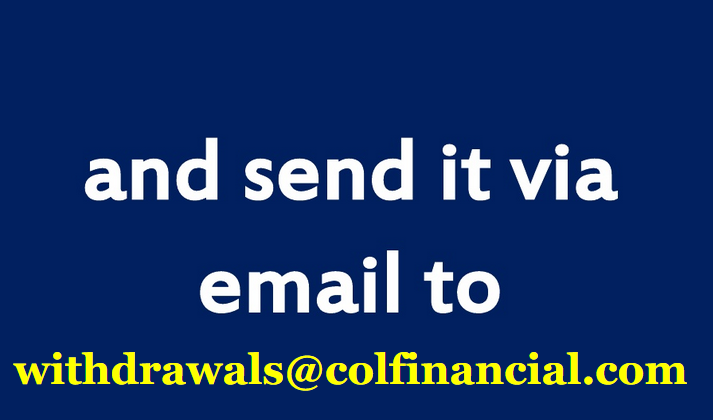 and send it via
email to
withdrawals@colfinancial.com